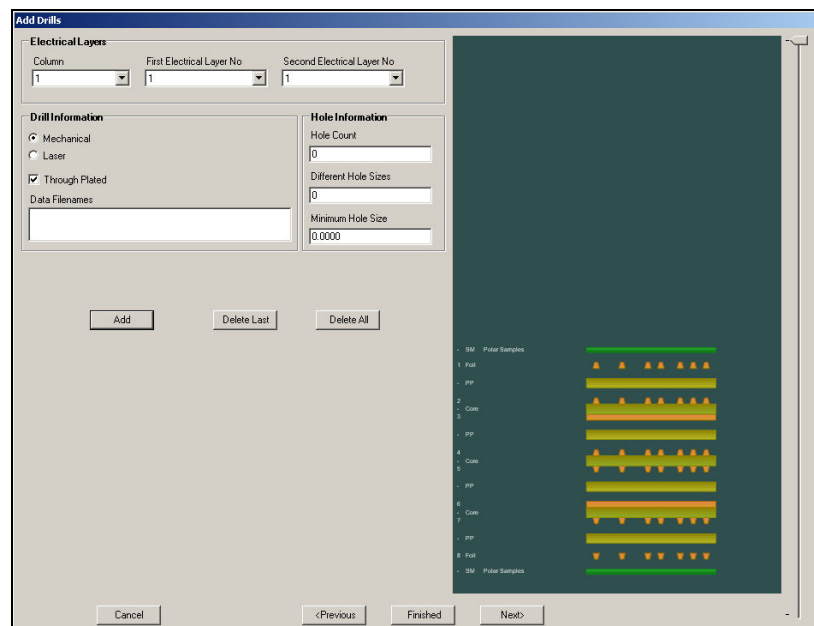 Add Drills
Electrical Layers
Column First Electrical Layer No Second Electrical Layer No
1 1 1
Drill Information
Mechanical
Laser
Through Plated
Data Filenames
Hole Information
Hole Count
0
Different Hole Sizes
0
Minimum Hole Size
0.0000
Add Delete Last Delete All
- SM Polar Samples
1 Foil
- PP
2
- Core
3
- PP
4
- Core
5
- PP
6
- Core
7
- PP
8 Foil
- SM Polar Samples
Cancel <Previous Finished Next>